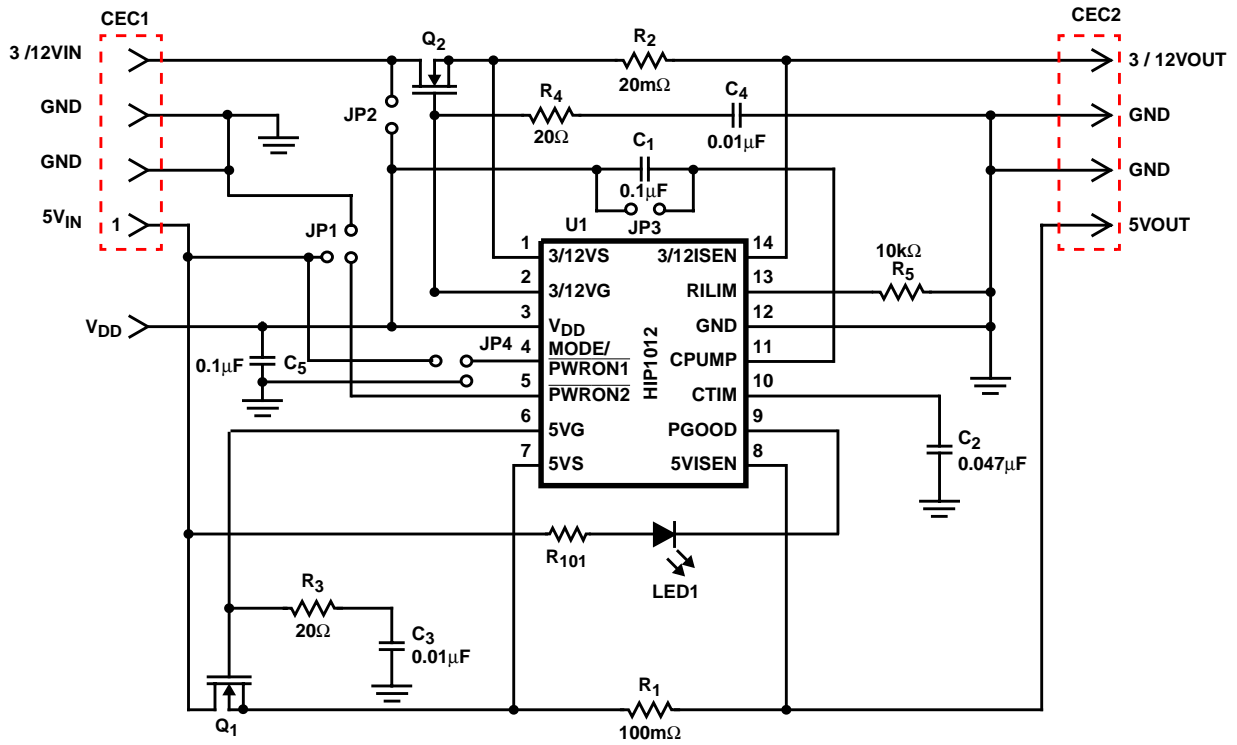 CEC1
CEC2
3 /12VIN
Q2
R2
20mΩ
3 / 12VOUT
GND
JP2
R4
20Ω
C4
0.01µF
GND
GND
C1
0.1µF
JP3
GND
5VIN
1
JP1
U1
5VOUT
1
3/12VS
3/12ISEN
14
2
3/12VG
RILIM
13
10kΩ
R5
VDD
3
VDD
GND
12
0.1µF
C5
JP4
4
MODE/
PWRON1
HIP1012
CPUMP
11
5
PWRON2
CTIM
10
6
5VG
PGOOD
9
C2
0.047µF
7
5VS
5VISEN
8
R101
LED1
R3
20Ω
C3
0.01µF
Q1
R1
100mΩ